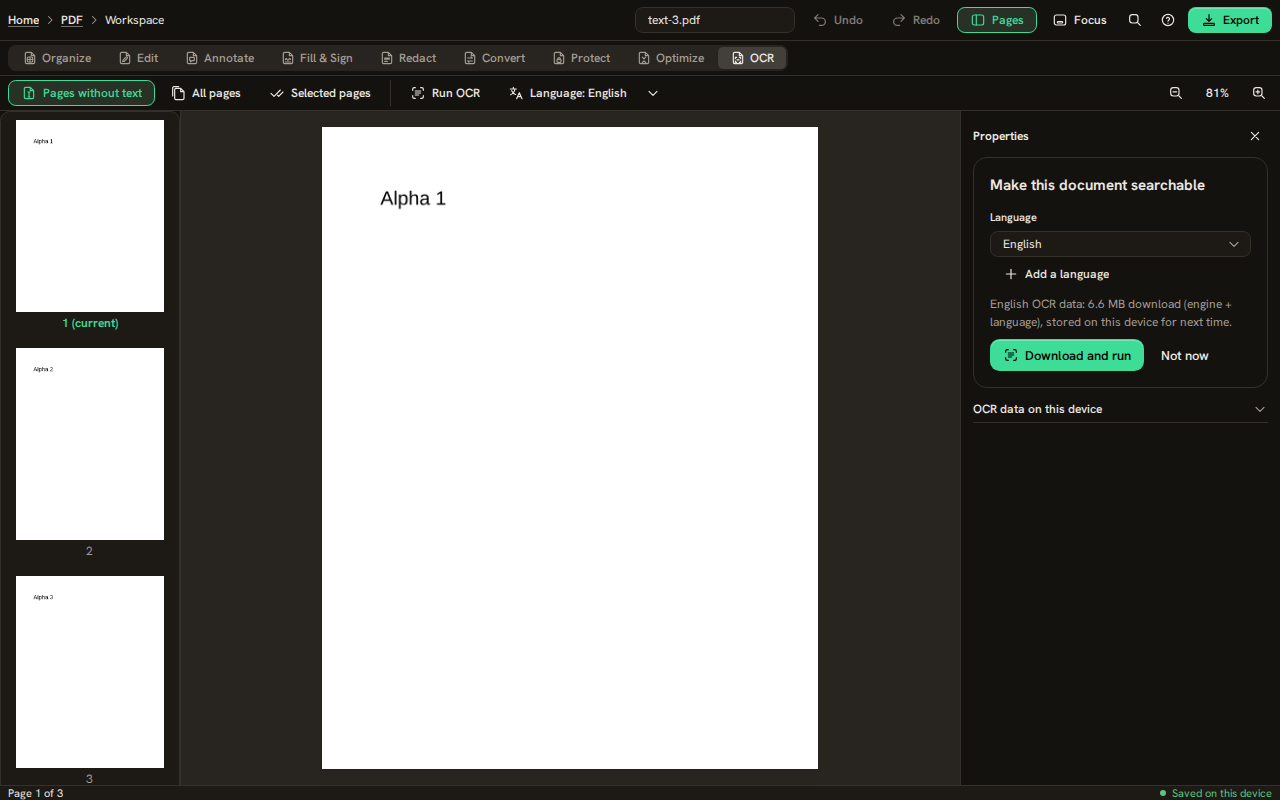 Home > PDF > Workspace
text-3.pdf
Undo
Redo
Pages
Focus
Export
Organize
Edit
Annotate
Fill & Sign
Redact
Convert
Protect
Optimize
OCR
Pages without text
All pages
Selected pages
Run OCR
Language: English
81%
Alpha 1
1 (current)
Alpha 2
2
Alpha 3
3
Alpha 1
Properties
Make this document searchable
Language
English
Add a language
English OCR data: 6.6 MB download (engine +
language), stored on this device for next time.
Download and run
Not now
OCR data on this device
Page 1 of 3
Saved on this device